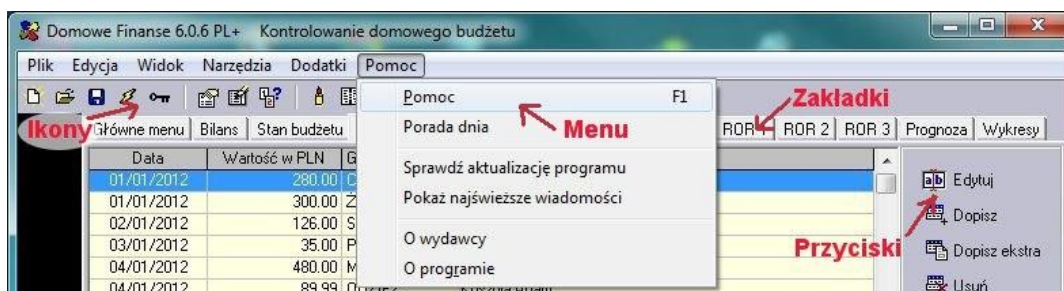 Domowe Finanse 6.0.6 PL+ Kontrolowanie domowego budżetu
Plik Edycja Widok Narzędzia Dodatki Pomoc
Pomoc F1
Zakładki
Ikony
Główne menu Bilans Stan budżetu
Porada dnia
Menu
ROR 1 ROR 2 ROR 3 Prognoza Wykresy
Data Wartość w PLN G
Sprawdź aktualizację programu
01/01/2012 280.00
Edytuj
01/01/2012 300.00 Ż
Pokaż najświeższe wiadomości
02/01/2012 126.00 S
Dopisz
03/01/2012 35.00 P
O wydawcy
Przyciski
Dopisz ekstra
04/01/2012 480.00 M
O programie
04/01/2012 89.99
Usuń